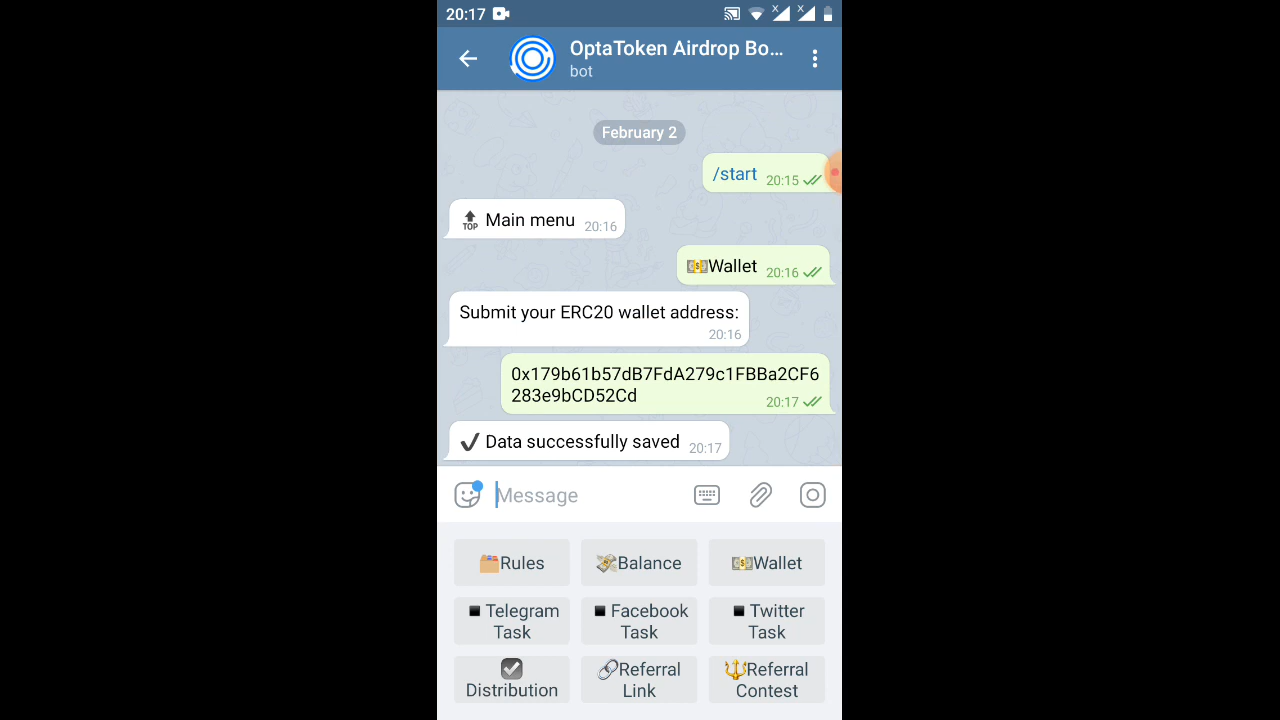 20:17
OptaToken Airdrop Bo...
bot
February 2
/start 20:15
TOP Main menu 20:16
Wallet 20:16
Submit your ERC20 wallet address:
20:16
0x179b61b57dB7FdA279c1FBBa2CF6
283e9bCD52Cd 20:17
Data successfully saved 20:17
Message
Rules Balance Wallet
Telegram Facebook Twitter
Task Task Task
Referral Referral
Distribution Link Contest